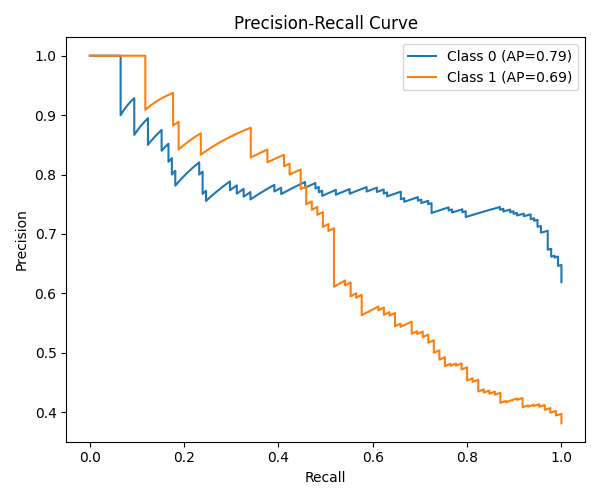 Precision-Recall Curve
Class 0 (AP=0.79)
Class 1 (AP=0.69)
Precision
1.0
0.9
0.8
0.7
0.6
0.5
0.4
0.0 0.2 0.4 0.6 0.8 1.0
Recall